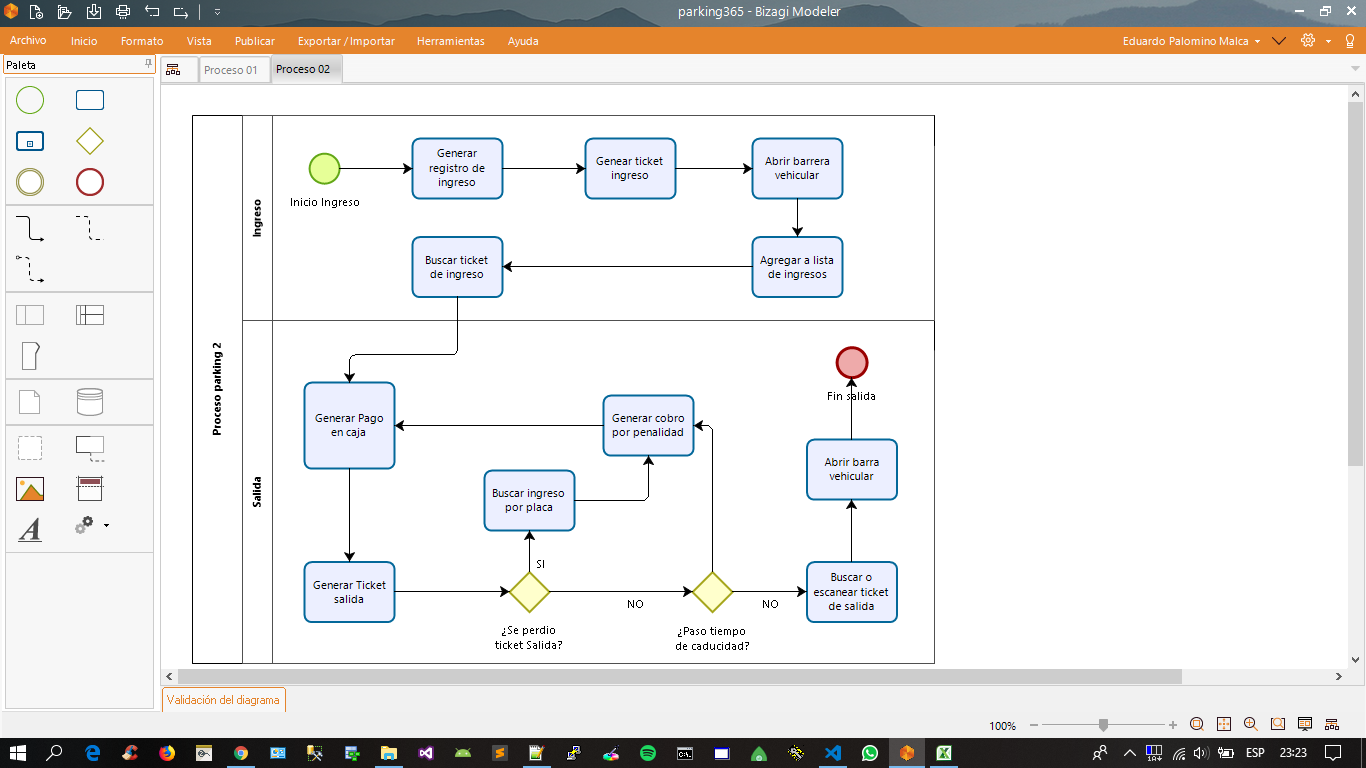 parking365 - Bizagi Modeler
Archivo
Inicio
Formato
Vista
Publicar
Exportar / Importar
Herramientas
Ayuda
Eduardo Palomino Malca
Paleta
Proceso 01
Proceso 02
Proceso parking 2
Ingreso
Inicio Ingreso
Generar
registro de
ingreso
Genear ticket
ingreso
Abrir barrera
vehicular
Buscar ticket
de ingreso
Agregar a lista
de ingresos
Salida
Generar Pago
en caja
Generar cobro
por penalidad
Fin salida
Abrir barra
vehicular
Buscar ingreso
por placa
SI
Generar Ticket
salida
NO
NO
Buscar o
escanear ticket
de salida
¿Se perdio
ticket Salida?
¿Paso tiempo
de caducidad?
Validación del diagrama
100%
ESP
23:23